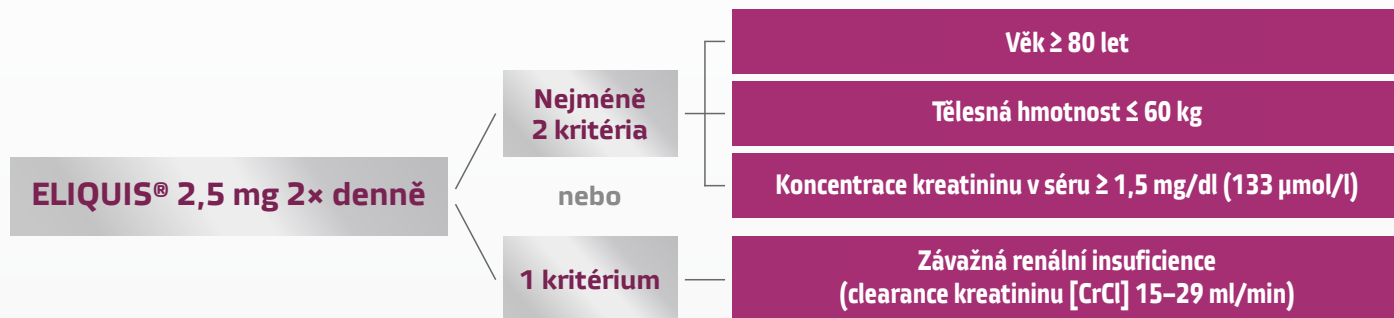 Věk ≥ 80 let
Nejméně
2 kritéria
Tělesná hmotnost ≤ 60 kg
ELIQUIS® 2,5 mg 2× denně
nebo
Koncentrace kreatininu v séru ≥ 1,5 mg/dl (133 µmol/l)
1 kritérium
Závažná renální insuficience
(clearance kreatininu [CrCl] 15–29 ml/min)